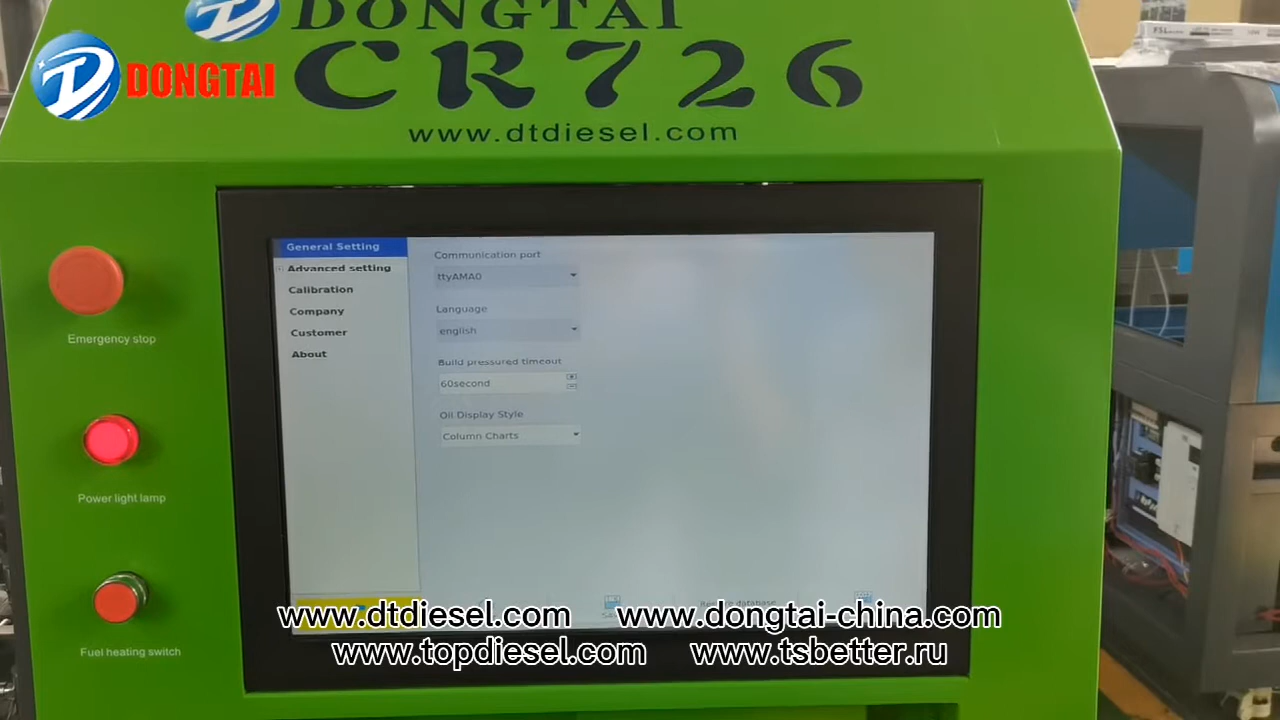 DONGTAI
DONGTAI
CR726
www.dtdiesel.com
General Setting
Advanced setting
Calibration
Company
Customer
About
Communication port
ttyAMA0
Language
english
Build pressured timeout
60second
Oil Display Style
Column Charts
database
Emergency stop
Power light lamp
Fuel heating switch
www.dtdiesel.com www.dongtai-china.com
www.topdiesel.com www.tsbetter.ru